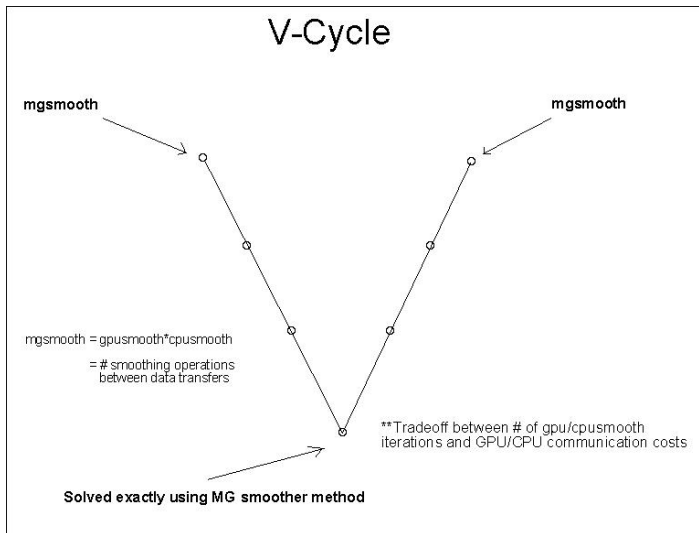 V-Cycle
mgsmooth
mgsmooth
mgsmooth = gpusmooth*cpusmooth
= # smoothing operations
between data transfers
**Tradeoff between # of gpu/cpusmooth
iterations and GPU/CPU communication costs
Solved exactly using MG smoother method